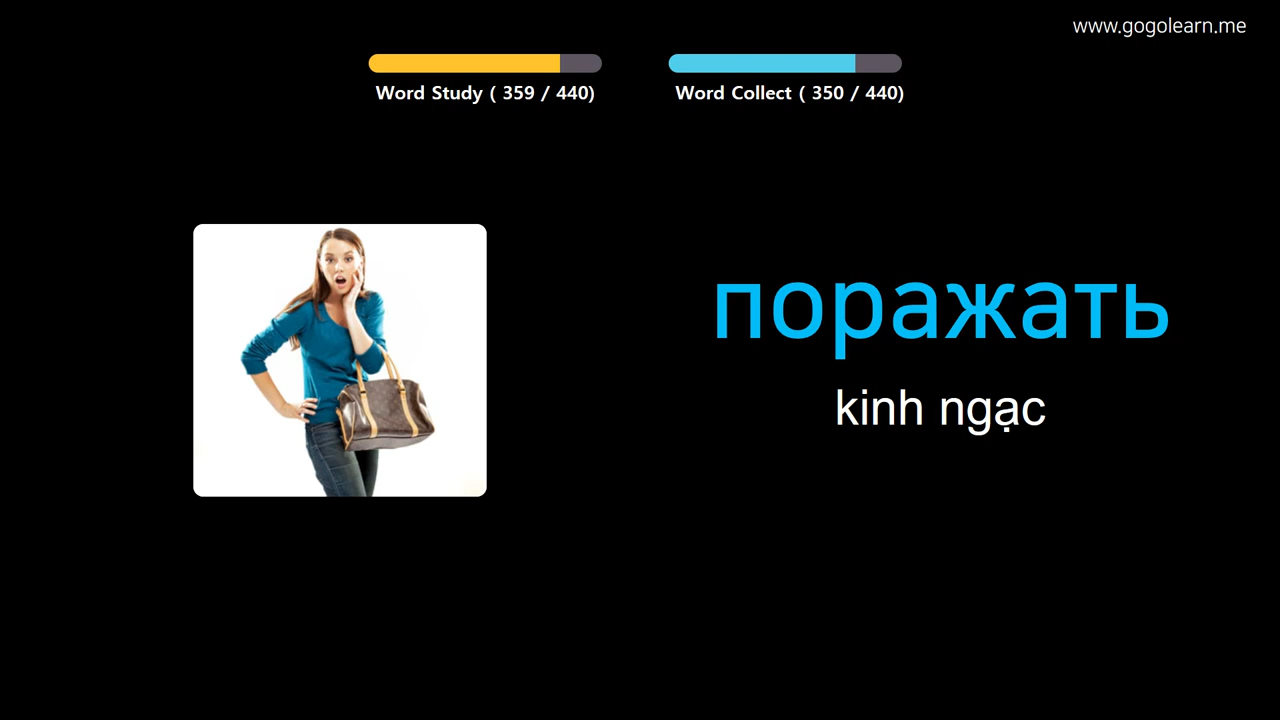 www.gogolearn.me
Word Study ( 359 / 440)
Word Collect ( 350 / 440)
поражать
kinh ngạc